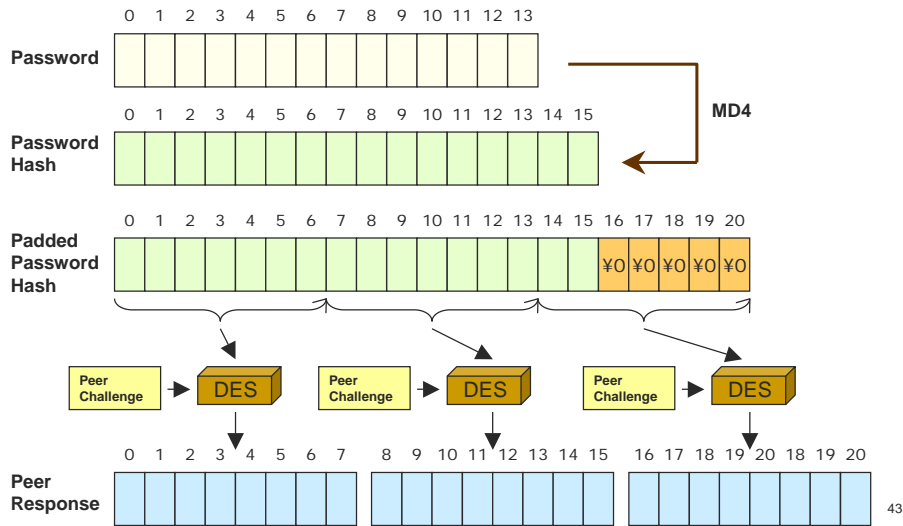 0 1 2 3 4 5 6 7 8 9 10 11 12 13
Password
MD4
0 1 2 3 4 5 6 7 8 9 10 11 12 13 14 15
Password
Hash
0 1 2 3 4 5 6 7 8 9 10 11 12 13 14 15 16 17 18 19 20
Padded
Password
Hash
¥0 ¥0 ¥0 ¥0 ¥0
Peer
Challenge
DES
Peer
Challenge
DES
Peer
Challenge
DES
0 1 2 3 4 5 6 7 8 9 10 11 12 13 14 15 16 17 18 19 20 18 19 20
Peer
Response
43